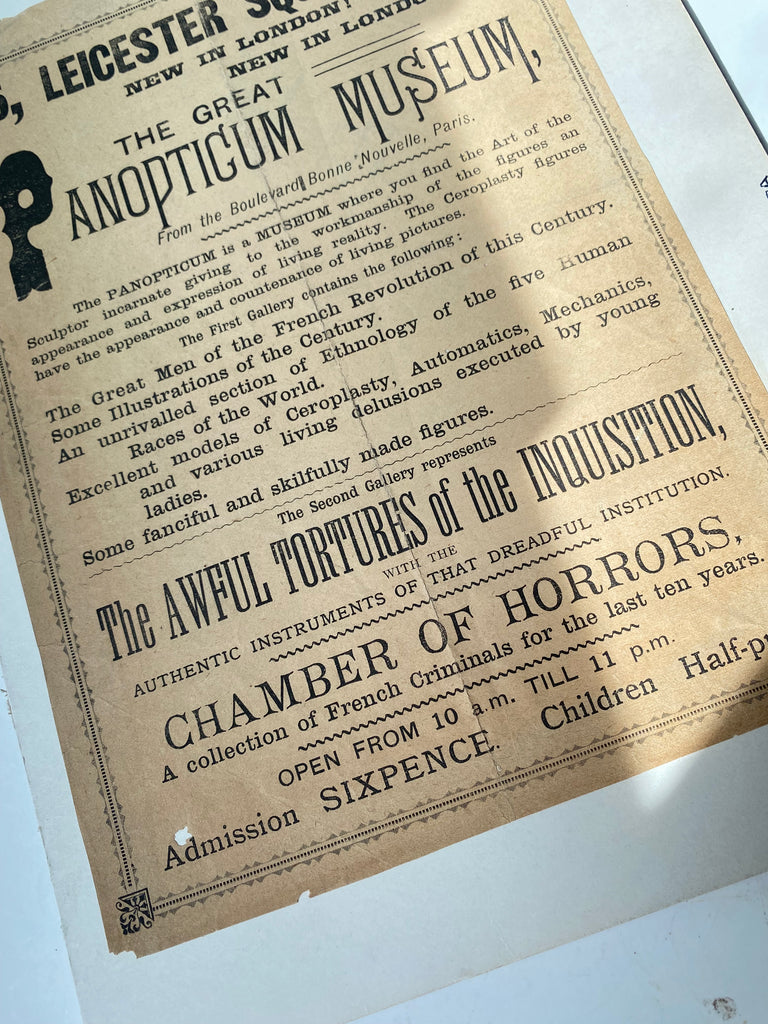 LEICESTER
NEW IN LONDON!
NEW IN
THE GREAT
PANOPTICUM MUSEUM,
From the Boulevard Bonne Nouvelle, Paris.
The PANOPTICUM is a MUSEUM where you find the Art of the
Sculptor incarnate giving to the workmanship of the figures an
appearance and expression of living reality. The Ceroplasty figures
have the appearance and countenance of living pictures.
The First Gallery contains the following:
The Great Men of the French Revolution of this Century.
Some Illustrations of the Century.
An unrivalled section of Ethnology of the five Human
Races of the World.
Excellent models of Ceroplasty, Automatics, Mechanics,
and various living delusions executed by young
ladies.
Some fanciful and skilfully made figures.
The Second Gallery represents
The AWFUL TORTURES of the INQUISITION,
WITH THE
AUTHENTIC INSTRUMENTS OF THAT DREADFUL INSTITUTION.
CHAMBER OF HORRORS,
A collection of French Criminals for the last ten years.
OPEN FROM 10 a.m. TILL 11 p.m.
Admission SIXPENCE. Children